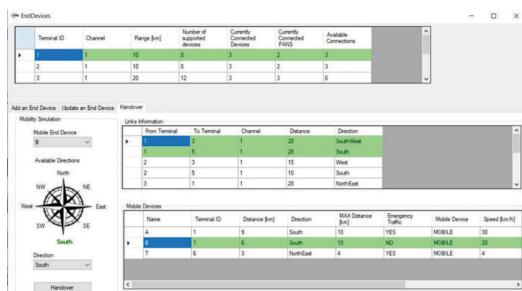 EndDevices
Terminal ID Channel Range [km] Number of supported devices Currently Connected Devices Currently Connected PANS Available Connections
1 1 10 8 3 2 3
2 1 10 8 3 2 3
3 1 20 12 3 3 6
Add an End Device Update an End Device Handover
Mobility Simulation
Mobile End Device
B
Available Directions
North
NW NE
West East
SW SE
South
Direction
South
Handover
Links Information
From Terminal To Terminal Channel Distance Direction
1 3 1 28 SouthWest
1 5 1 28 South
2 3 1 15 West
2 5 1 10 South
3 1 1 28 NorthEast
Mobile Devices
Name Terminal ID Distance [km] Direction MAX Distance [km] Emergency Traffic Mobile Device Speed [km/h]
A 1 9 South 10 YES MOBILE 30
B 1 6 South 10 NO MOBILE 20
T 6 3 NorthEast 4 YES MOBILE 4